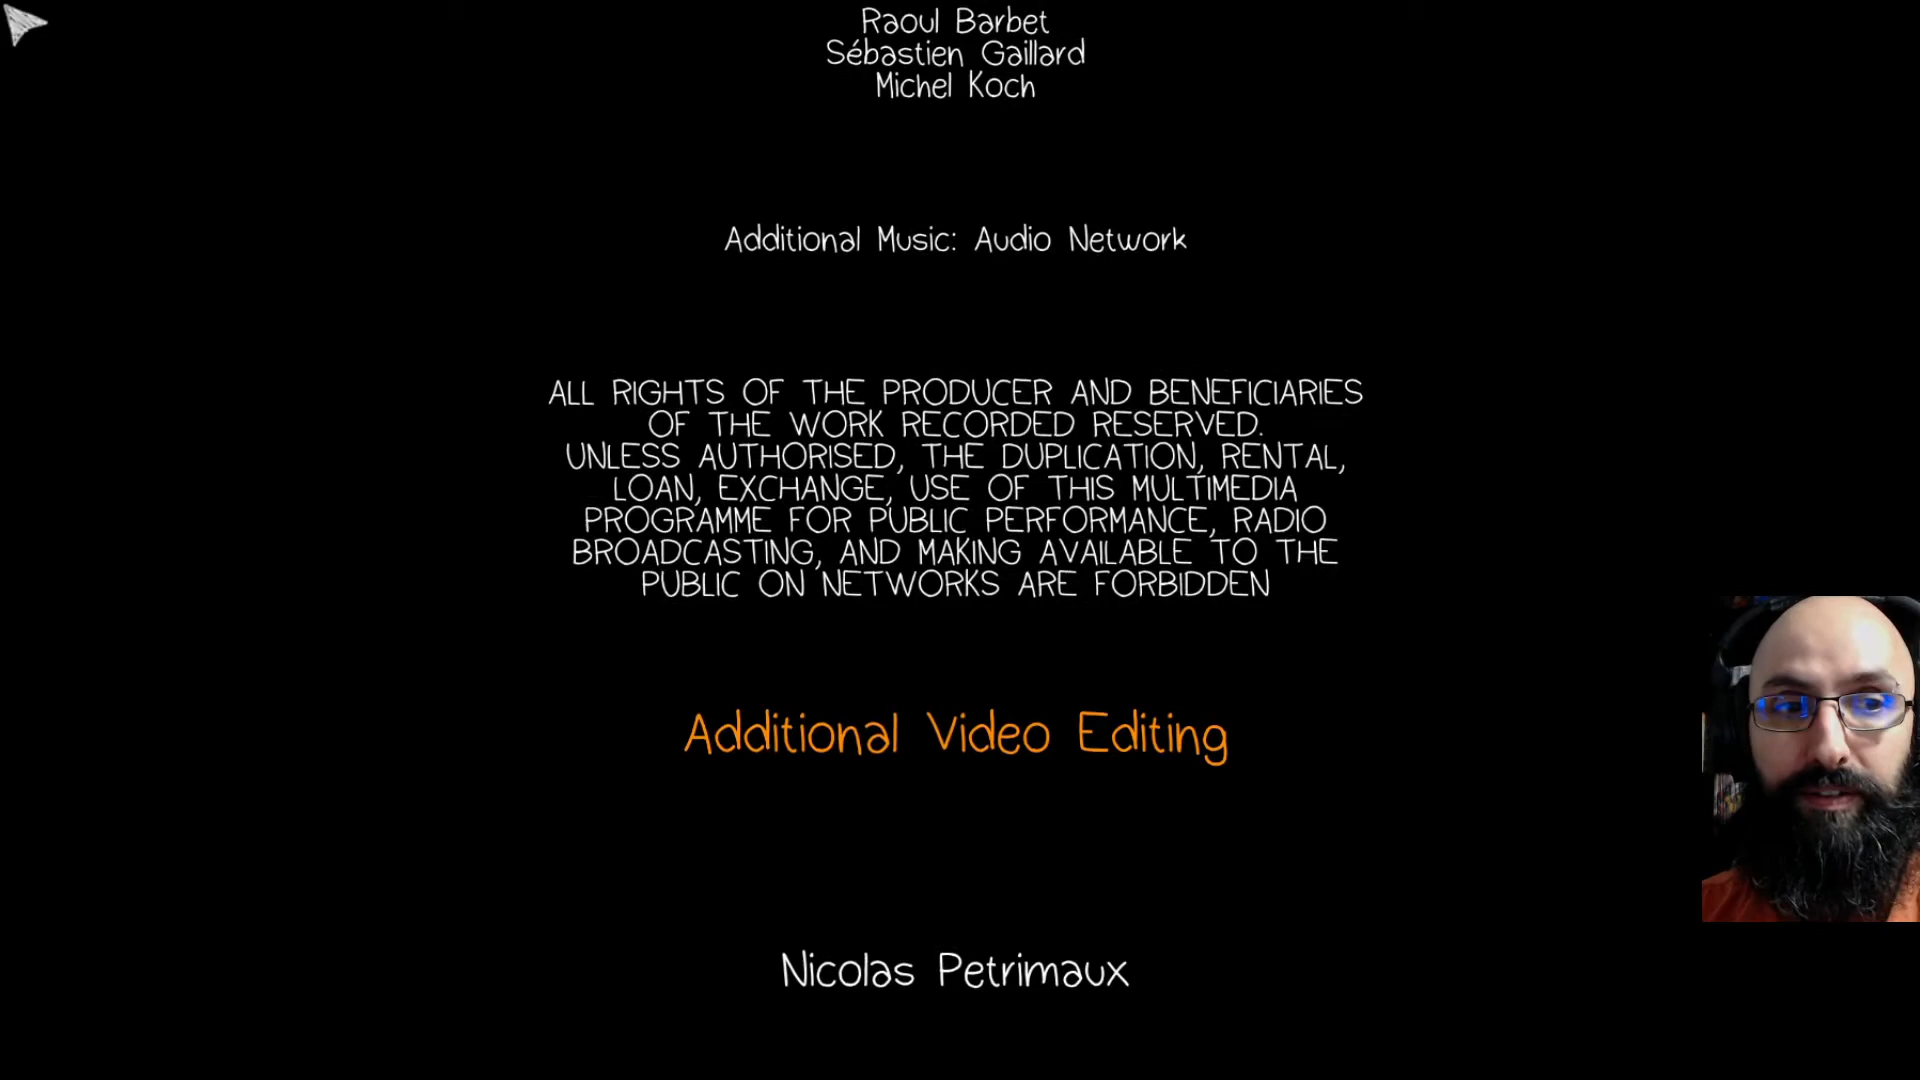 Raoul Barbet
Sébastien Gaillard
Michel Koch
Additional Music: Audio Network
ALL RIGHTS OF THE PRODUCER AND BENEFICIARIES
OF THE WORK RECORDED RESERVED.
UNLESS AUTHORISED, THE DUPLICATION, RENTAL,
LOAN, EXCHANGE, USE OF THIS MULTIMEDIA
PROGRAMME FOR PUBLIC PERFORMANCE, RADIO
BROADCASTING, AND MAKING AVAILABLE TO THE
PUBLIC ON NETWORKS ARE FORBIDDEN
Additional Video Editing
Nicolas Petrimaux